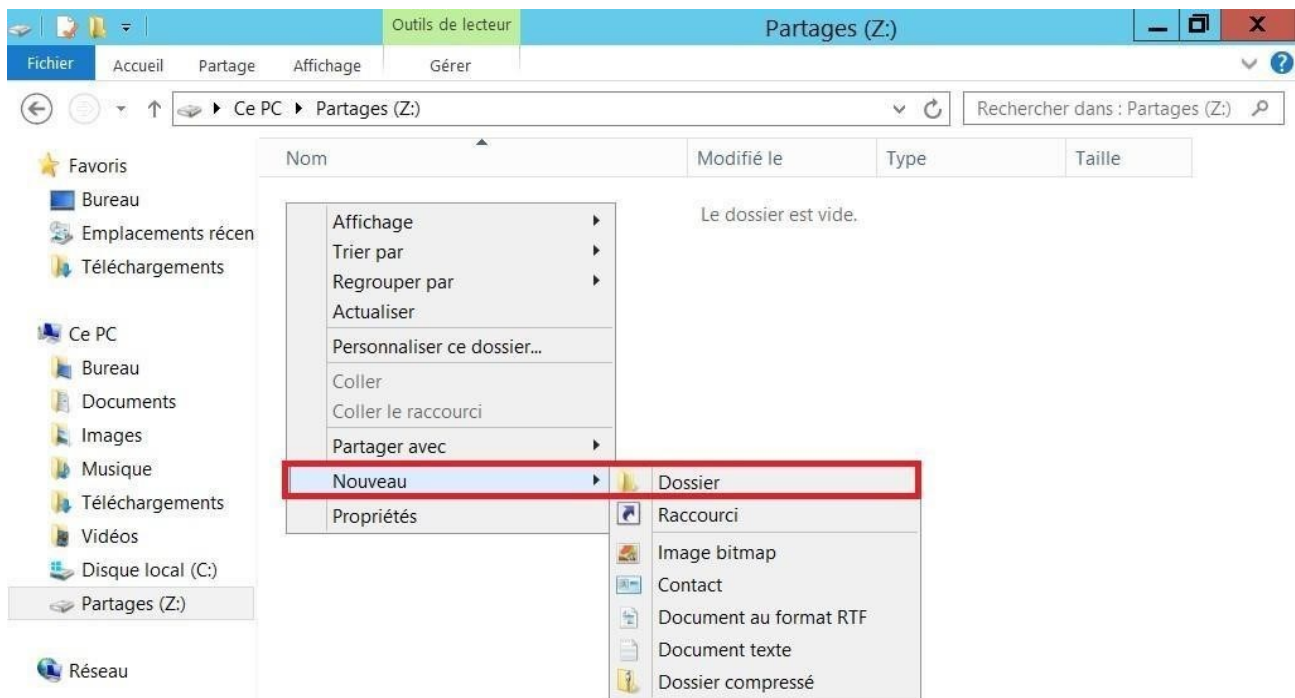 Outils de lecteur
Partages (Z:)
Fichier Accueil Partage Affichage Gérer
Ce PC Partages (Z:)
Rechercher dans : Partages (Z:)
Nom Modifié le Type Taille
Le dossier est vide.
Favoris
Bureau
Emplacements récen
Téléchargements
Ce PC
Bureau
Documents
Images
Musique
Téléchargements
Vidéos
Disque local (C:)
Partages (Z:)
Réseau
Affichage
Trier par
Regrouper par
Actualiser
Personnaliser ce dossier...
Coller
Coller le raccourci
Partager avec
Nouveau
Propriétés
Dossier
Raccourci
Image bitmap
Contact
Document au format RTF
Document texte
Dossier compressé